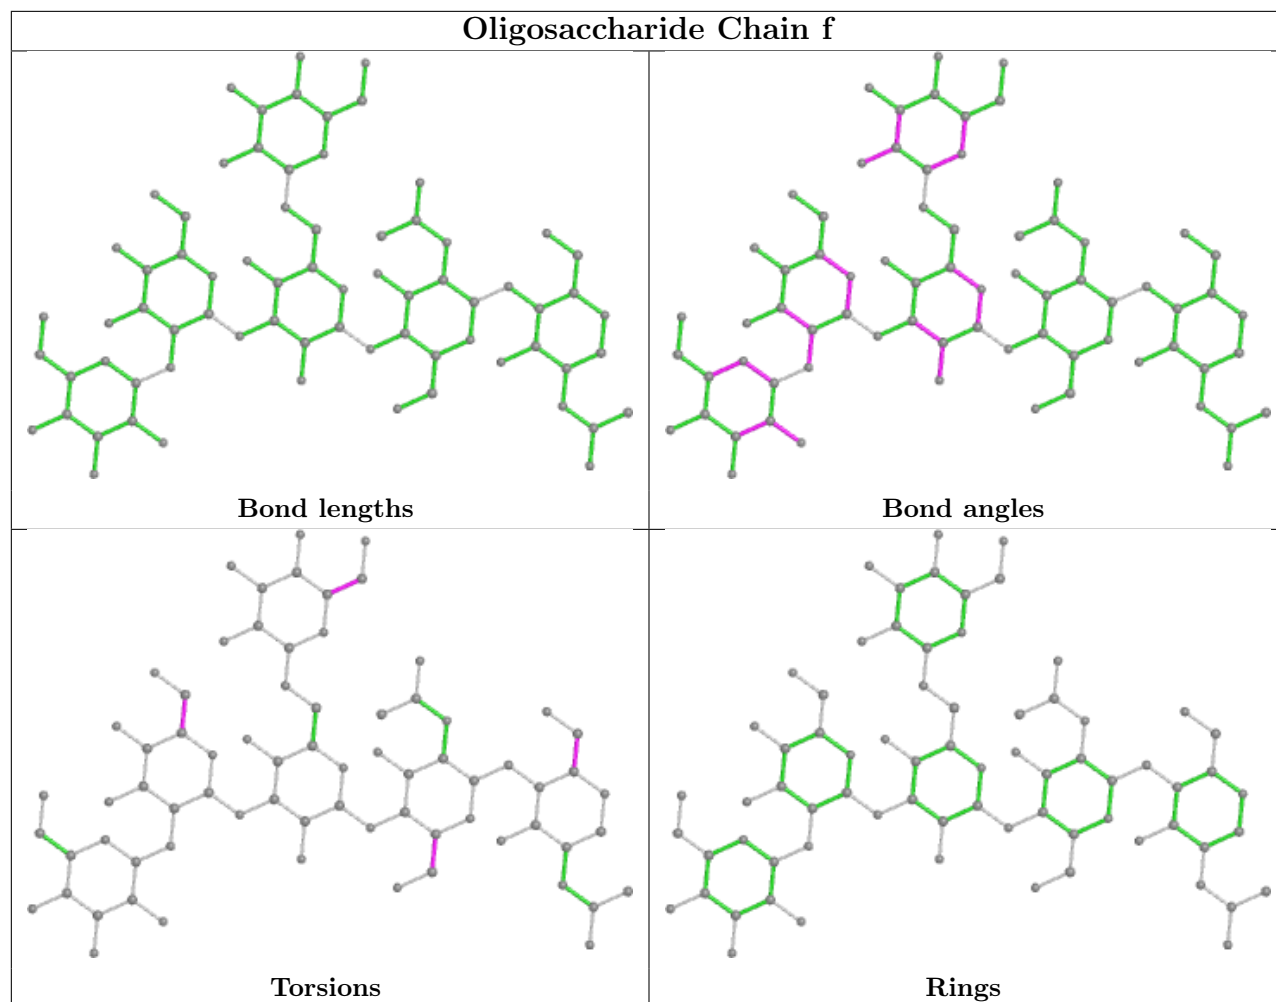 Oligosaccharide Chain f
Bond lengths
Bond angles
Torsions
Rings